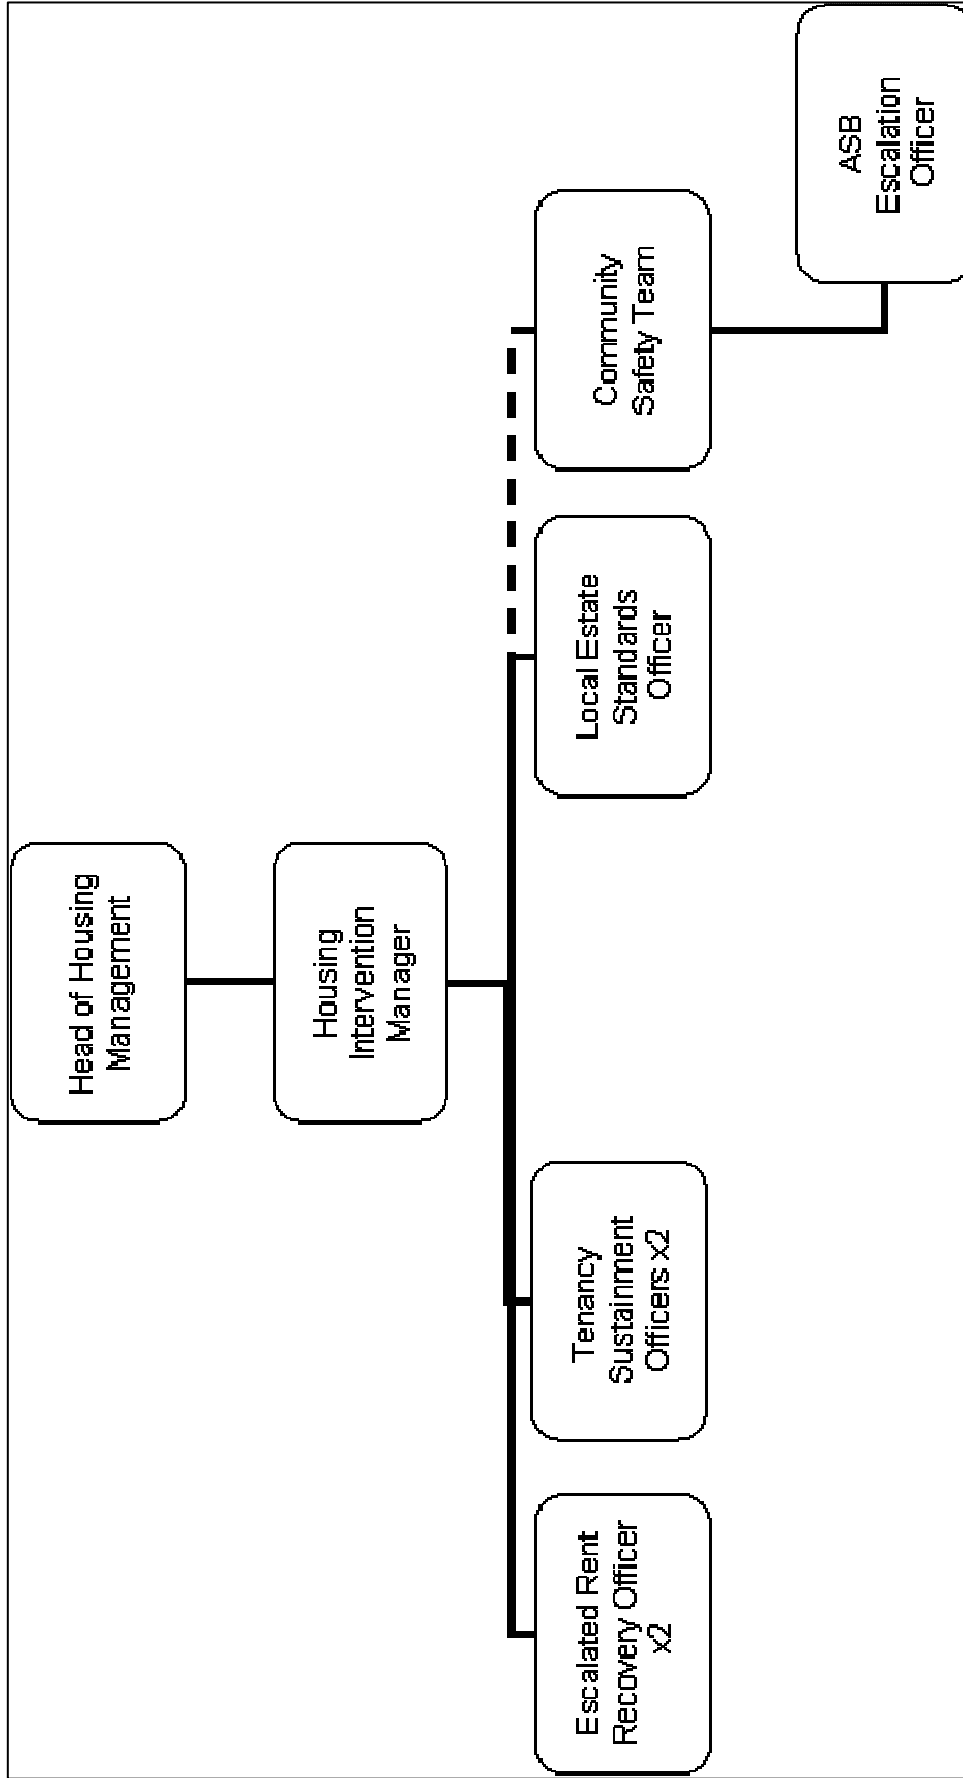 Head of Housing
Management
Housing
Intervention
Manager
Escalated Rent
Recovery Officer
x2
Tenancy
Sustainment
Officers x2
Local Estate
Standards
Officer
Community
Safety Team
ASB
Escalation
Officer